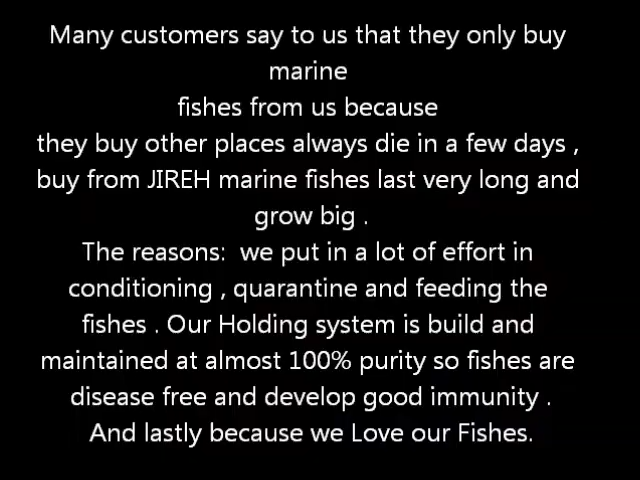 Many customers say to us that they only buy
marine
fishes from us because
they buy other places always die in a few days ,
buy from JIREH marine fishes last very long and
grow big .
The reasons:  we put in a lot of effort in
conditioning , quarantine and feeding the
fishes . Our Holding system is build and
maintained at almost 100% purity so fishes are
disease free and develop good immunity .
And lastly because we Love our Fishes.